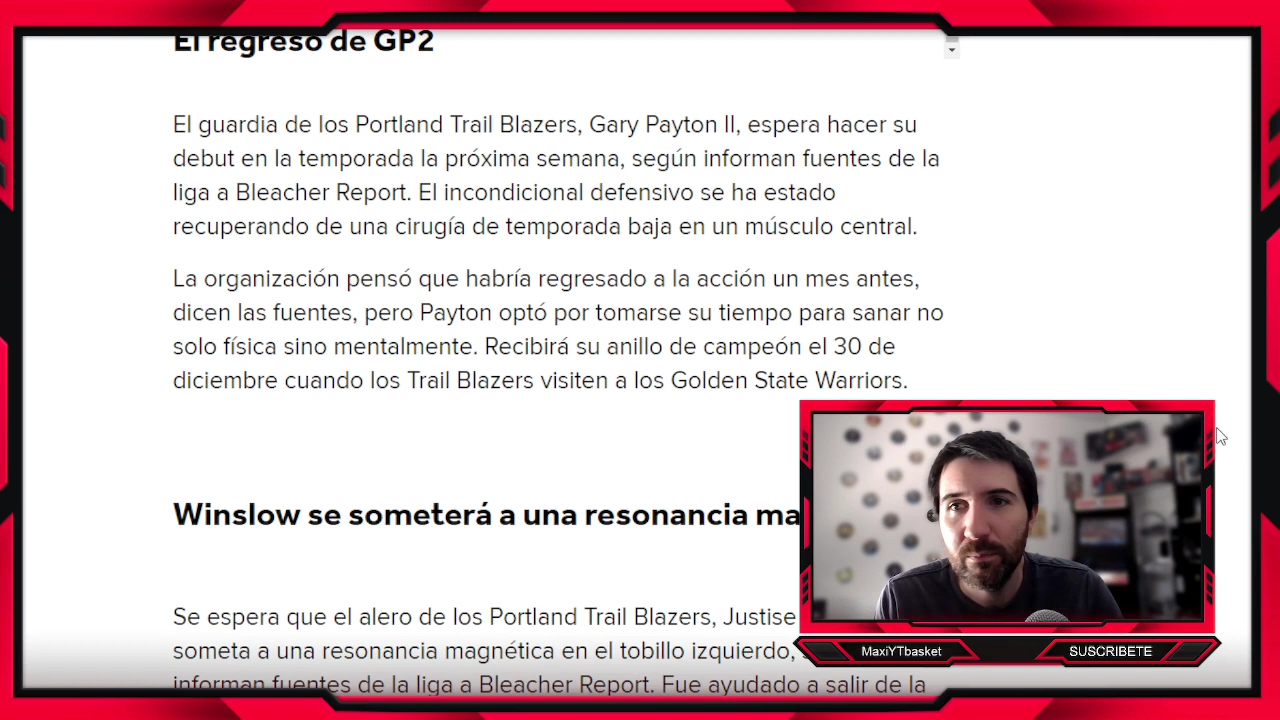 El regreso de GP2
El guardia de los Portland Trail Blazers, Gary Payton II, espera hacer su
debut en la temporada la próxima semana, según informan fuentes de la
liga a Bleacher Report. El incondicional defensivo se ha estado
recuperando de una cirugía de temporada baja en un músculo central.
La organización pensó que habría regresado a la acción un mes antes,
dicen las fuentes, pero Payton optó por tomarse su tiempo para sanar no
solo física sino mentalmente. Recibirá su anillo de campeón el 30 de
diciembre cuando los Trail Blazers visiten a los Golden State Warriors.
Winslow se someterá a una resonancia ma
Se espera que el alero de los Portland Trail Blazers, Justise
someta a una resonancia magnética en el tobillo izquierdo,
informan fuentes de la liga a Bleacher Report. Fue ayudado a salir de la
MaxiYTbasket
SUSCRIBETE